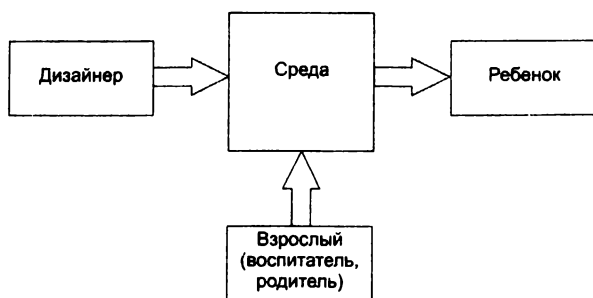 Дизайнер
Среда
Ребенок
Взрослый
(воспитатель,
родитель)